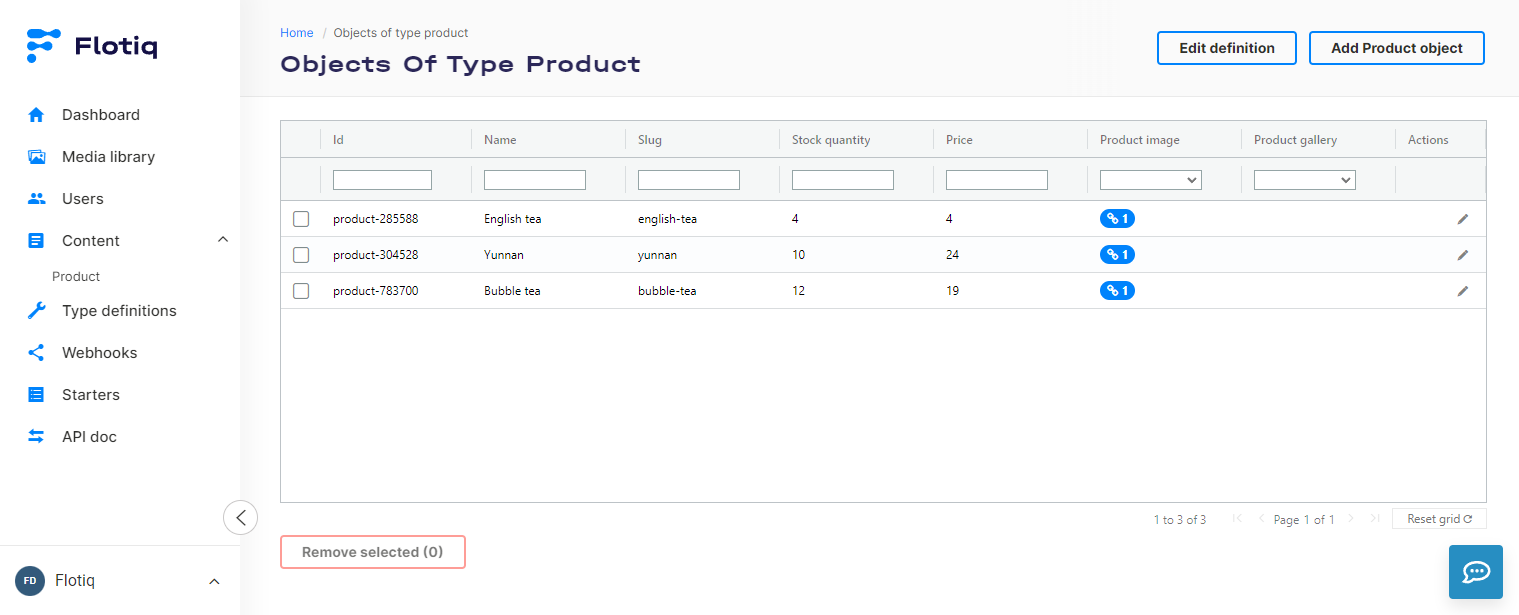 Flotiq
Dashboard
Media library
Users
Content
Product
Type definitions
Webhooks
Starters
API doc
FD Flotiq
Home / Objects of type product
Objects Of Type Product
Edit definition
Add Product object
Id Name Slug Stock quantity Price Product image Product gallery Actions
product-285588 English tea english-tea 4 4 1
product-304528 Yunnan yunnan 10 24 1
product-783700 Bubble tea bubble-tea 12 19 1
1 to 3 of 3 Page 1 of 1 Reset grid
Remove selected (0)